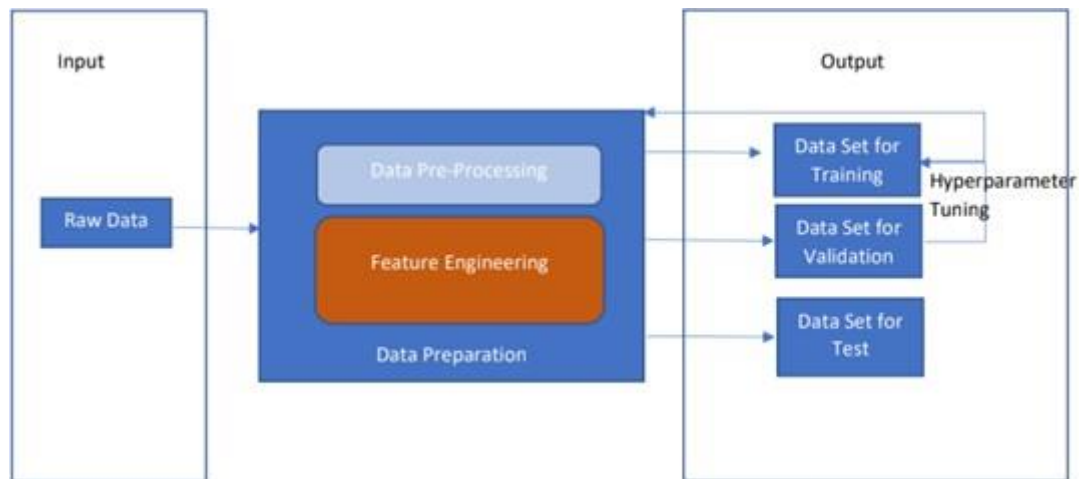 Input
Output
Data Pre-Processing
Data Set for
Training
Hyperparameter
Tuning
Raw Data
Feature Engineering
Data Set for
Validation
Data Set for
Test
Data Preparation